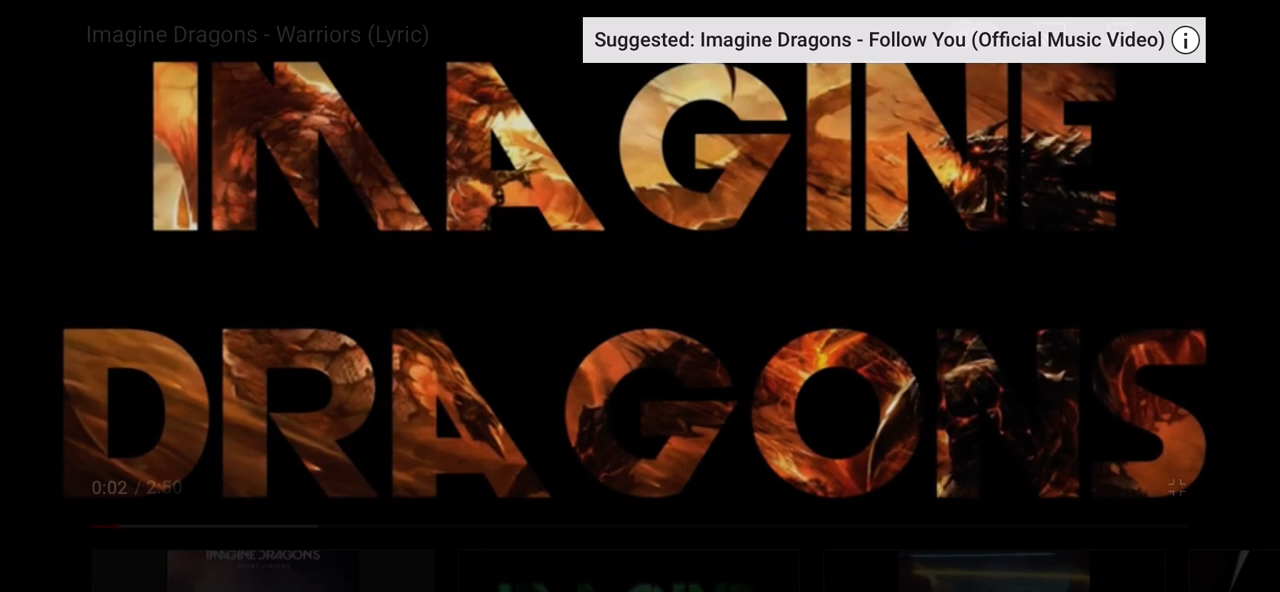 Imagine Dragons - Warriors (Lyric)
Suggested: Imagine Dragons - Follow You (Official Music Video)
IMAGINE
DRAGONS
0:02 / 2:50
IMAGINE DRAGONS
IMAGINE